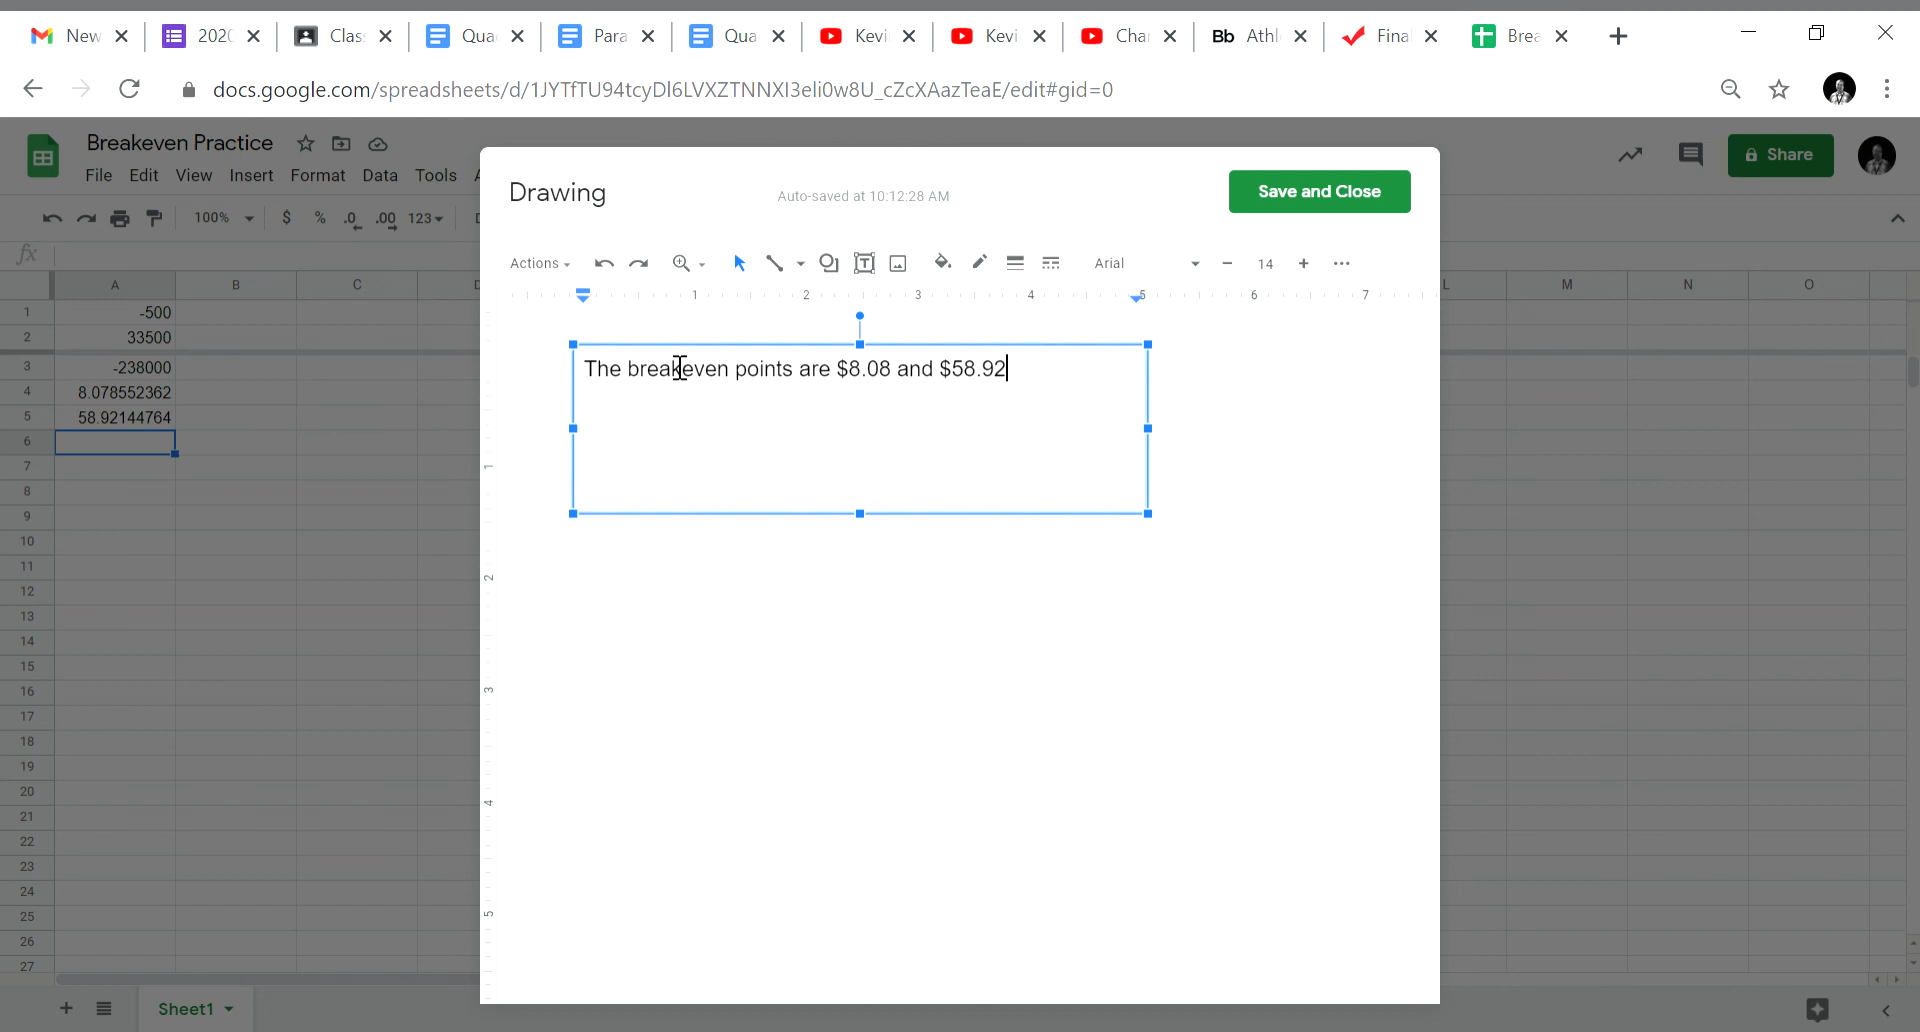 New
202
Clas
Qua
Para
Qua
Kevi
Kevi
Cha
Bb Athl
Fina
Brea
docs.google.com/spreadsheets/d/1JYTfTU94tcyDl6LVXZTNNXI3eli0w8U_cZcXAazTeaE/edit#gid=0
Breakeven Practice
File Edit View Insert Format Data Tools
Share
100% $ % .0 .00 123
fx
Drawing
Auto-saved at 10:12:28 AM
Save and Close
Actions
Arial
14
1 2 3 4 5 6 7
The breakeven points are $8.08 and $58.92
1
2
3
4
5
A B C D L M N O
1 -500
2 33500
3 -238000
4 8.078552362
5 58.92144764
6
7
8
9
10
11
12
13
14
15
16
17
18
19
20
21
22
23
24
25
26
27
Sheet1